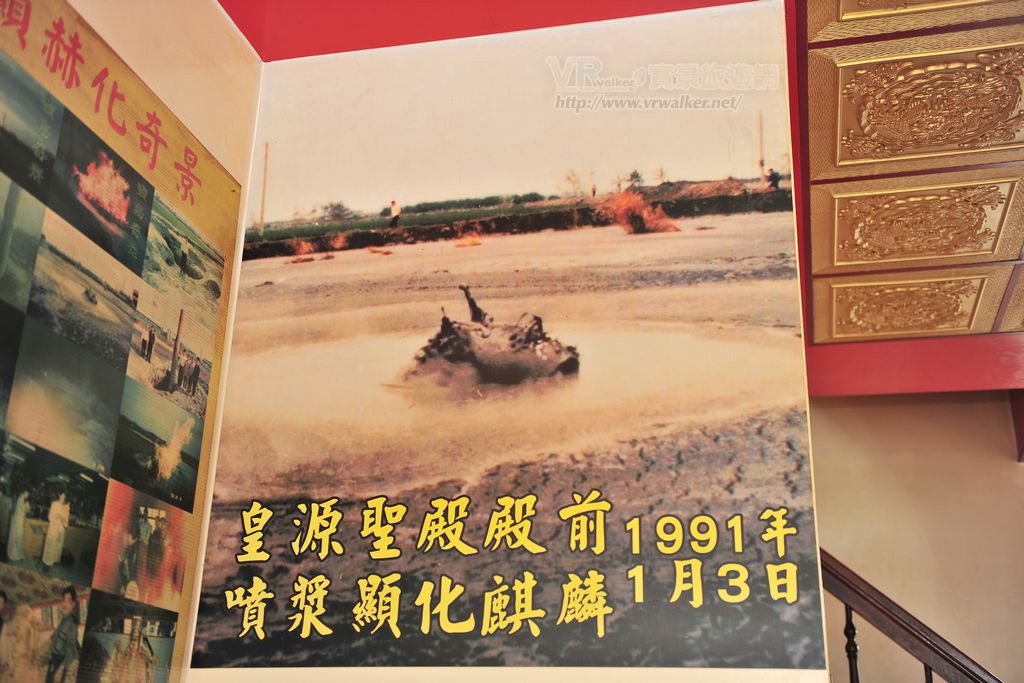 赫化奇景
VRwalker 實景旅遊網
http://www.vrwalker.net/
皇源聖殿殿前 1991年
噴漿顯化麒麟 1月3日